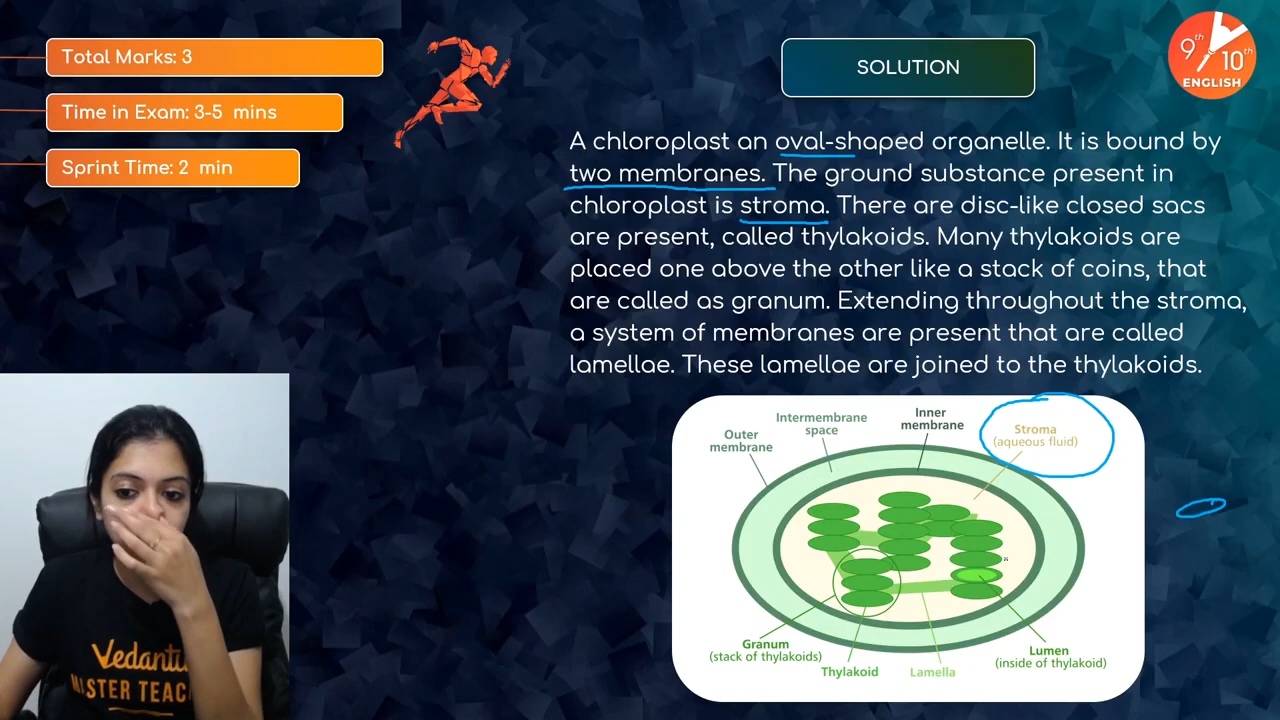 Total Marks: 3
Time in Exam: 3-5 mins
Sprint Time: 2 min
SOLUTION
9th
10th
ENGLISH
A chloroplast an oval-shaped organelle. It is bound by
two membranes. The ground substance present in
chloroplast is stroma. There are disc-like closed sacs
are present, called thylakoids. Many thylakoids are
placed one above the other like a stack of coins, that
are called as granum. Extending throughout the stroma,
a system of membranes are present that are called
lamellae. These lamellae are joined to the thylakoids.
Outer
membrane
Intermembrane
space
Inner
membrane
Stroma
(aqueous fluid)
Granum
(stack of thylakoids)
Thylakoid
Lamella
Lumen
(inside of thylakoid)